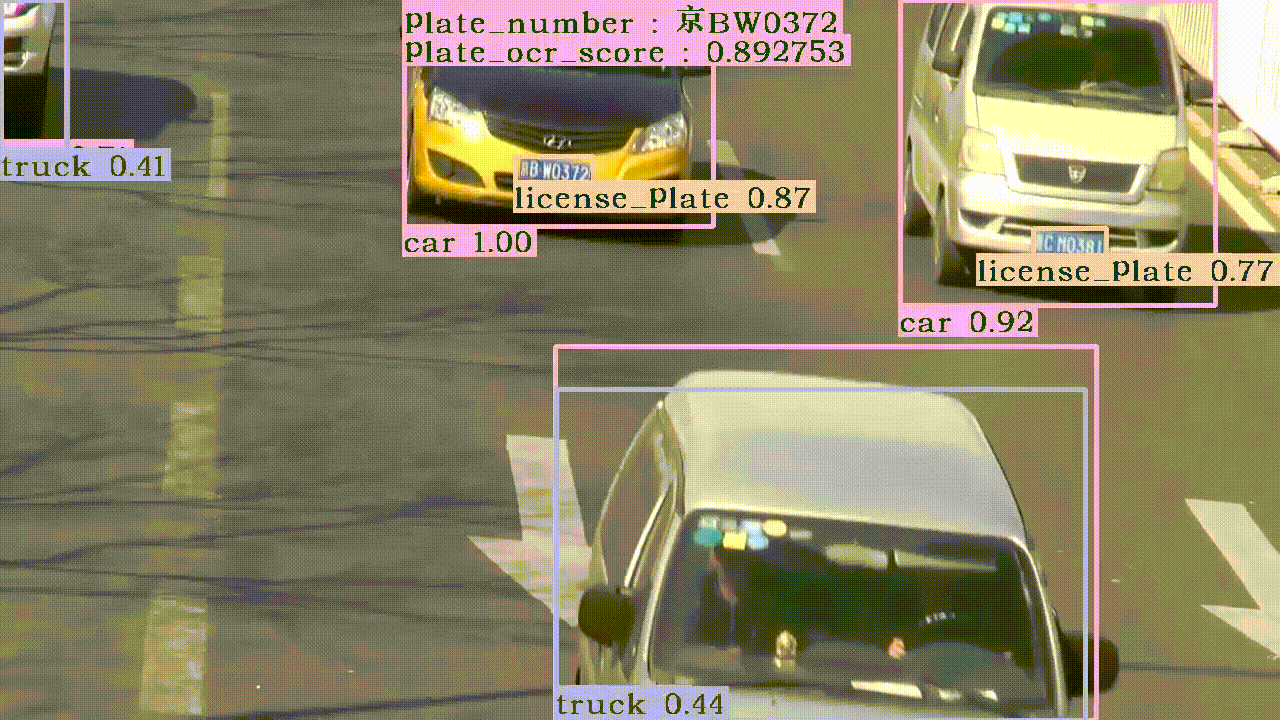 Plate_number : 京BW0372
Plate_ocr_score : 0.892753
truck 0.41
B·W0372
license_plate 0.87
car 1.00
license_plate 0.77
car 0.92
truck 0.44